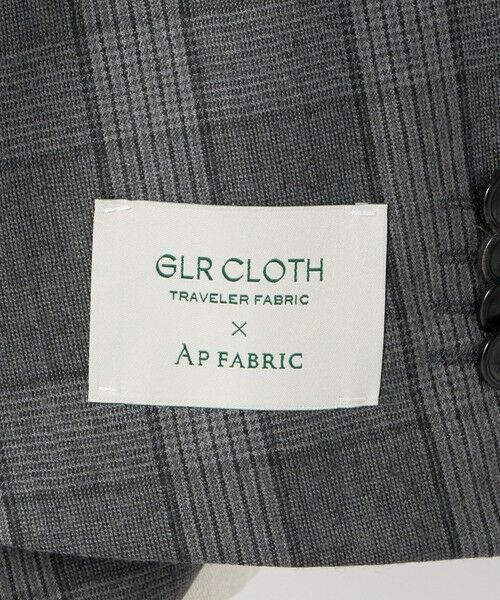 GLR CLOTH
TRAVELER FABRIC
×
AP FABRIC